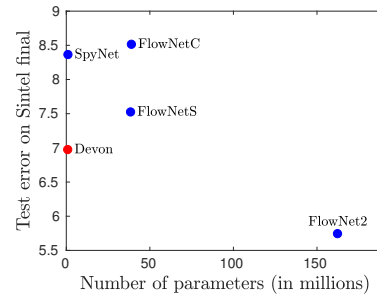 9
8.5
8
7.5
7
6.5
6
5.5
Test error on Sintel final
SpyNet
FlowNetC
FlowNetS
Devon
FlowNet2
0 50 100 150
Number of parameters (in millions)